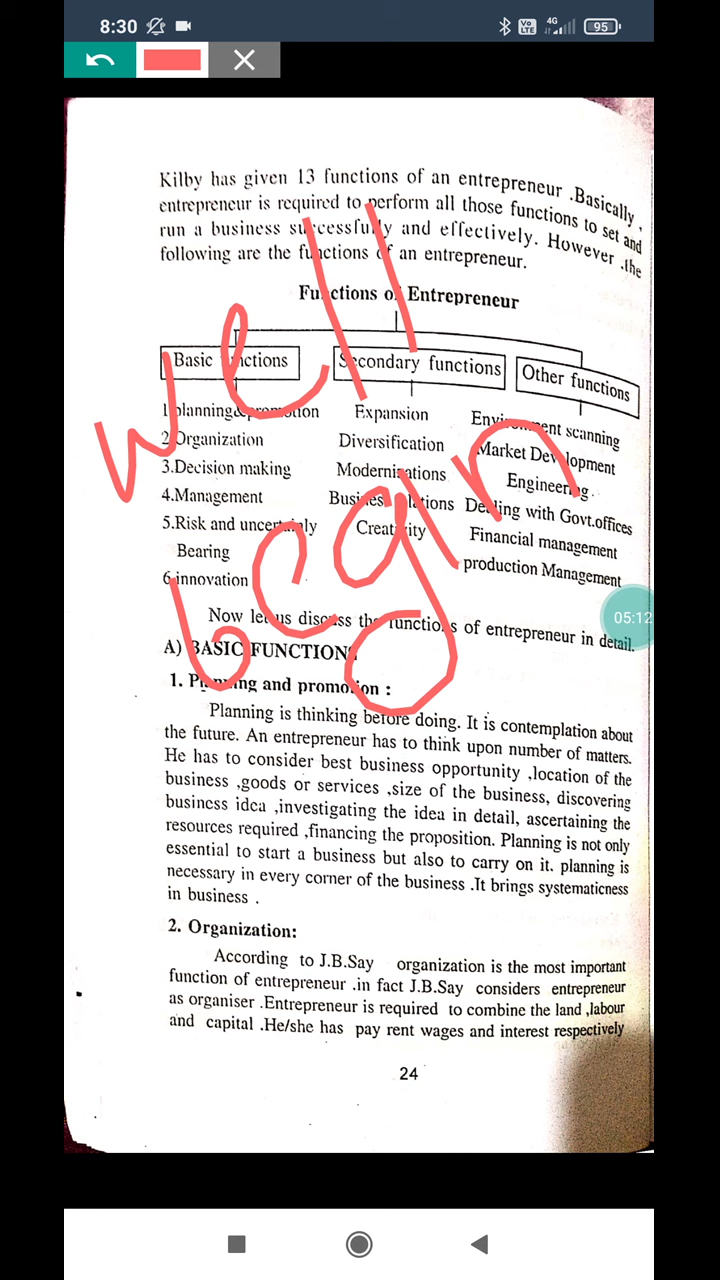 8:30
Vo LTE
4G
95
Kilby has given 13 functions of an entrepreneur .Basically ,
entrepreneur is required to perform all those functions to set and
run a business successfully and effectively. However .the
following are the functions of an entrepreneur.
Functions of Entrepreneur
Basic functions Secondary functions Other functions
1.planning&promotion Expansion Environment scanning
2.Organization Diversification Market Development
3.Decision making Modernisations Engineering.
4.Management Busines relations Dealing with Govt.offices
5.Risk and uncertainly Creativity Financial management
Bearing production Management
6.innovation
well
begin
05:12
Now let us discuss the functions of entrepreneur in detail.
A) BASIC FUNCTIONS
1. Planning and promotion :
Planning is thinking before doing. It is contemplation about
the future. An entrepreneur has to think upon number of matters.
He has to consider best business opportunity ,location of the
business ,goods or services ,size of the business, discovering
business idea ,investigating the idea in detail, ascertaining the
resources required ,financing the proposition. Planning is not only
essential to start a business but also to carry on it. planning is
necessary in every corner of the business .It brings systematicness
in business .
2. Organization:
According to J.B.Say organization is the most important
function of entrepreneur .in fact J.B.Say considers entrepreneur
as organiser .Entrepreneur is required to combine the land ,labour
and capital .He/she has pay rent wages and interest respectively
24